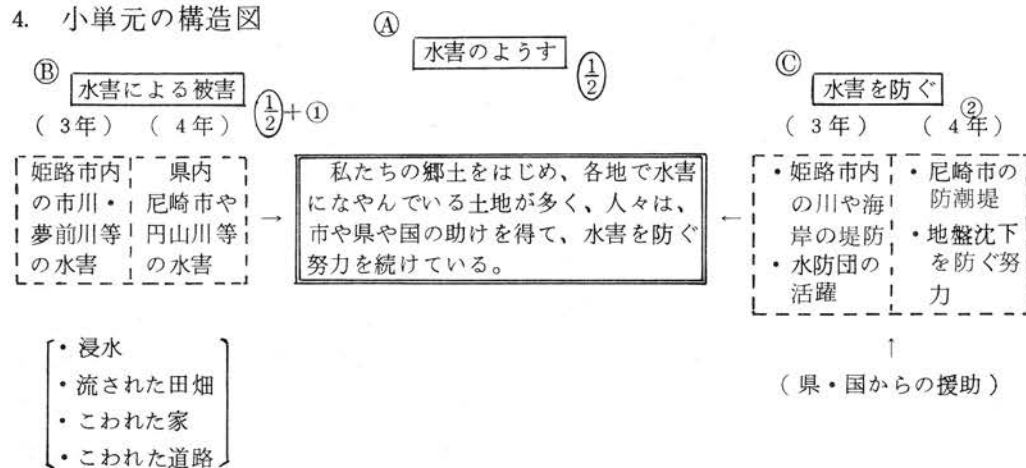 4. 小単元の構造図
Ⓐ
水害のようす
1/2
Ⓑ
水害による被害
1/2+①
(3年) (4年)
姫路市内
の市川・
夢前川等
の水害
県内
尼崎市や
円山川等
の水害
→
私たちの郷土をはじめ、各地で水害
になやんでいる土地が多く、人々は、
市や県や国の助けを得て、水害を防ぐ
努力を続けている。
←
Ⓒ
水害を防ぐ
②
(3年) (4年)
・姫路市内
の川や海
岸の堤防
・水防団の
活躍
・尼崎市の
防潮堤
・地盤沈下
を防ぐ努
力
↑
(県・国からの援助)
・浸水
・流された田畑
・こわれた家
・こわれた道路